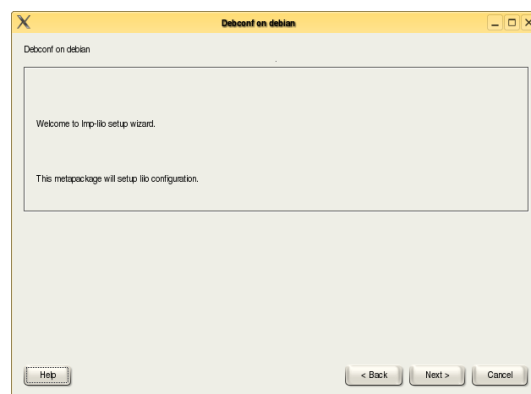 Debconf on debian
Debconf on debian
Welcome to lmp-lilo setup wizard.
This metapackage will setup lilo configuration.
Help
< Back
Next >
Cancel